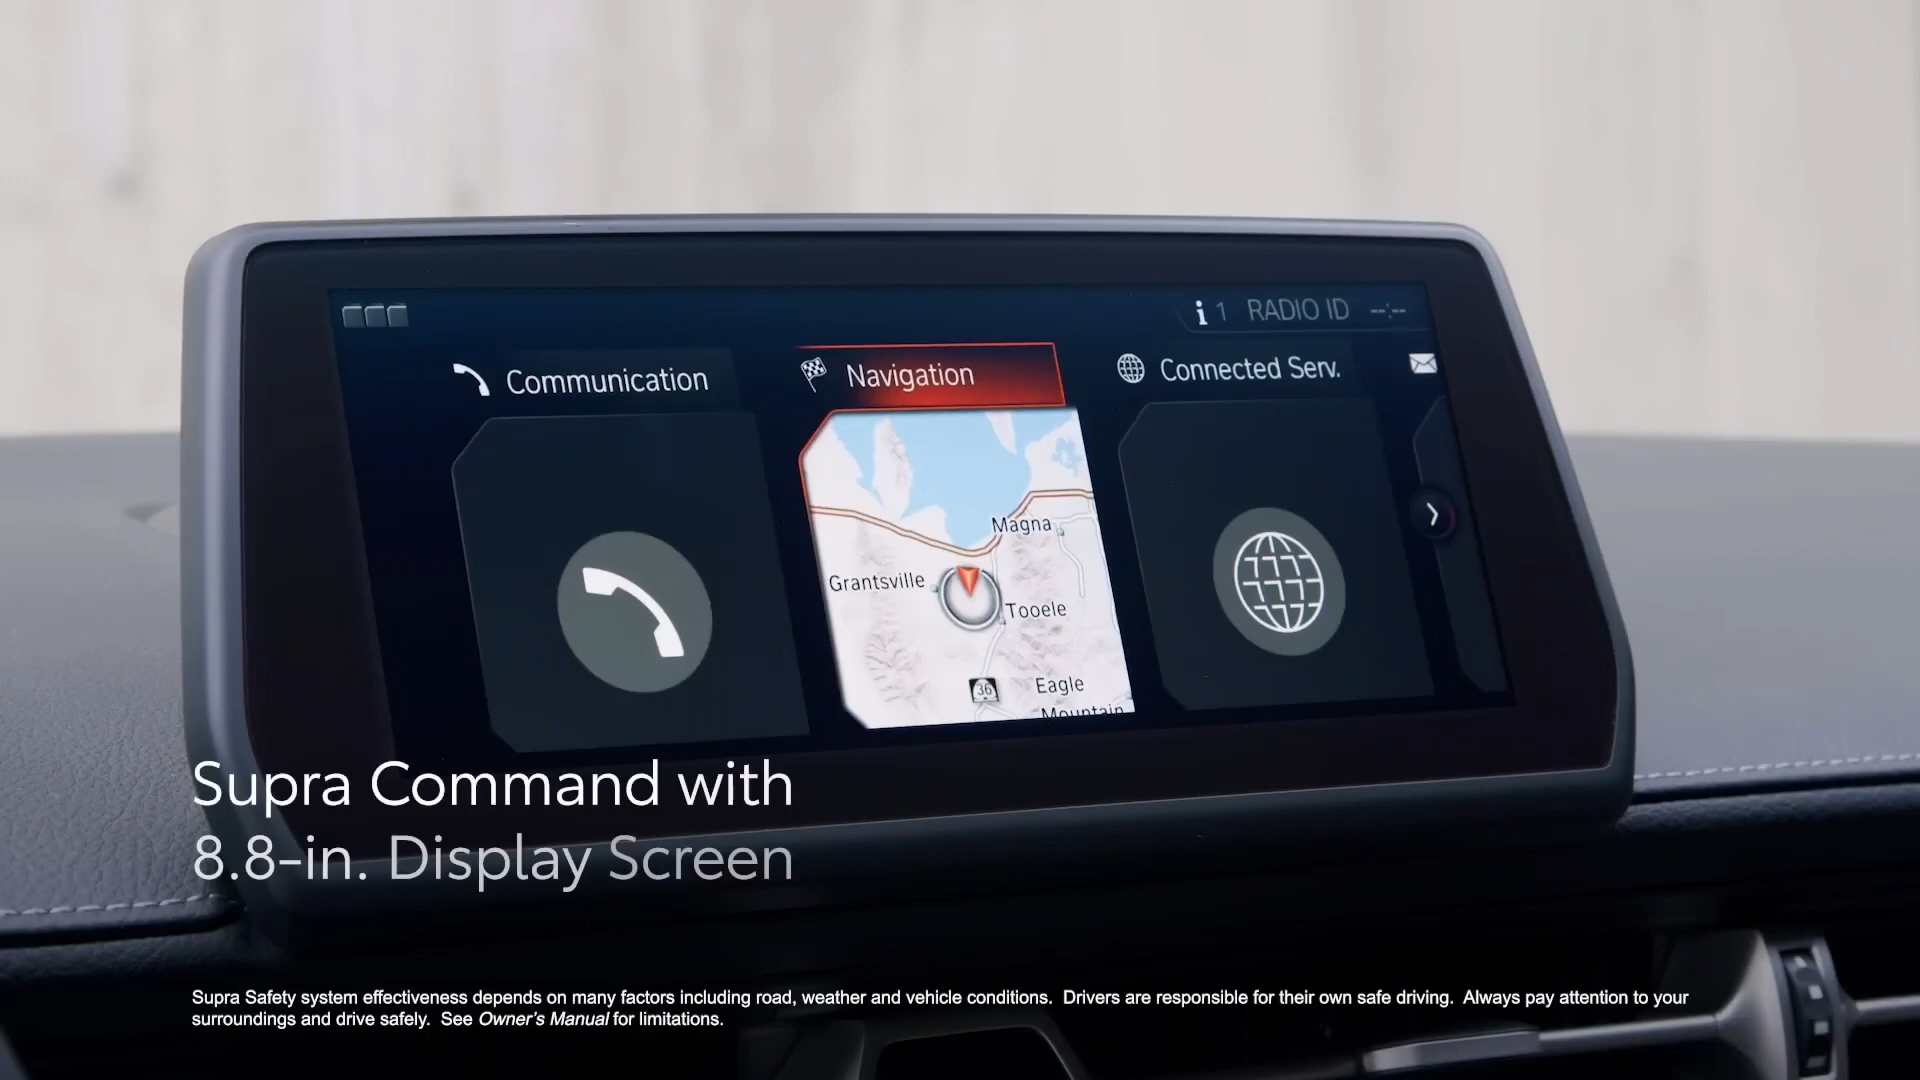 1 RADIO ID --:--
Communication
Navigation
Connected Serv.
Magna
Grantsville
Tooele
36
Eagle
Mountain
Supra Command with
8.8-in. Display Screen
Supra Safety system effectiveness depends on many factors including road, weather and vehicle conditions.  Drivers are responsible for their own safe driving.  Always pay attention to your
surroundings and drive safely.  See Owner's Manual for limitations.